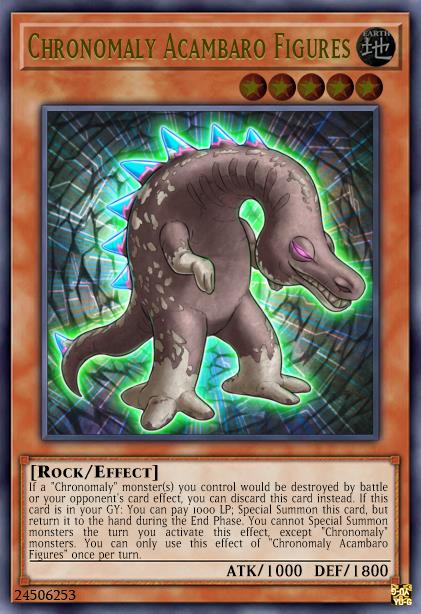 CHRONOMALY ACAMBARO FIGURES
EARTH
地
[ROCK/EFFECT]
If a "Chronomaly" monster(s) you control would be destroyed by battle
or your opponent's card effect, you can discard this card instead. If this
card is in your GY: You can pay 1000 LP; Special Summon this card, but
return it to the hand during the End Phase. You cannot Special Summon
monsters the turn you activate this effect, except "Chronomaly"
monsters. You can only use this effect of "Chronomaly Acambaro
Figures" once per turn.
ATK/1000 DEF/1800
24506253